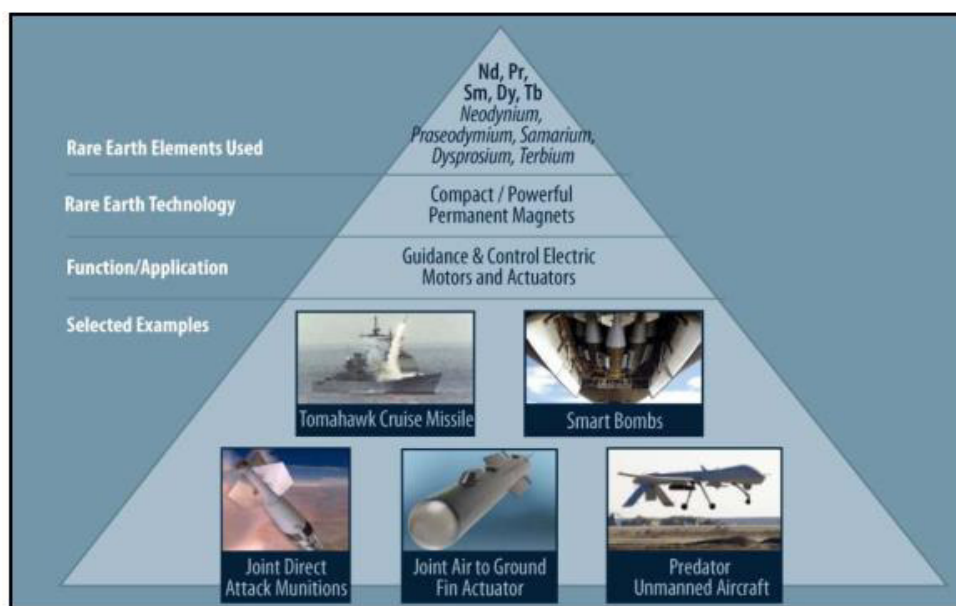 Nd, Pr,
Sm, Dy, Tb
Neodynium,
Praseodymium, Samarium,
Dysprosium, Terbium
Rare Earth Elements Used
Compact / Powerful
Permanent Magnets
Rare Earth Technology
Guidance & Control Electric
Motors and Actuators
Function/Application
Selected Examples
Tomahawk Cruise Missile
Smart Bombs
Joint Direct
Attack Munitions
Joint Air to Ground
Fin Actuator
Predator
Unmanned Aircraft